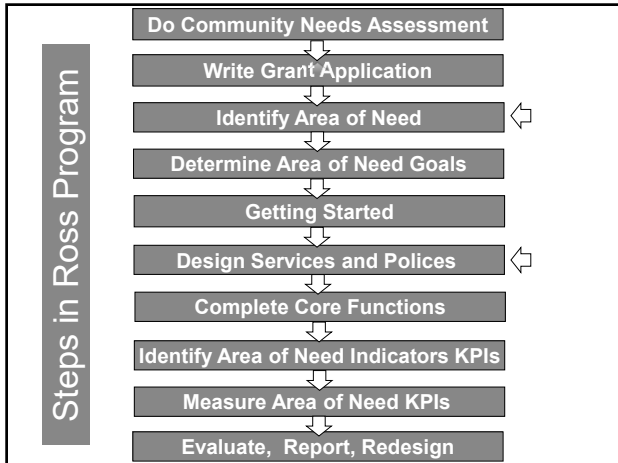 Steps in Ross Program
Do Community Needs Assessment
Write Grant Application
Identify Area of Need
Determine Area of Need Goals
Getting Started
Design Services and Polices
Complete Core Functions
Identify Area of Need Indicators KPIs
Measure Area of Need KPIs
Evaluate, Report, Redesign